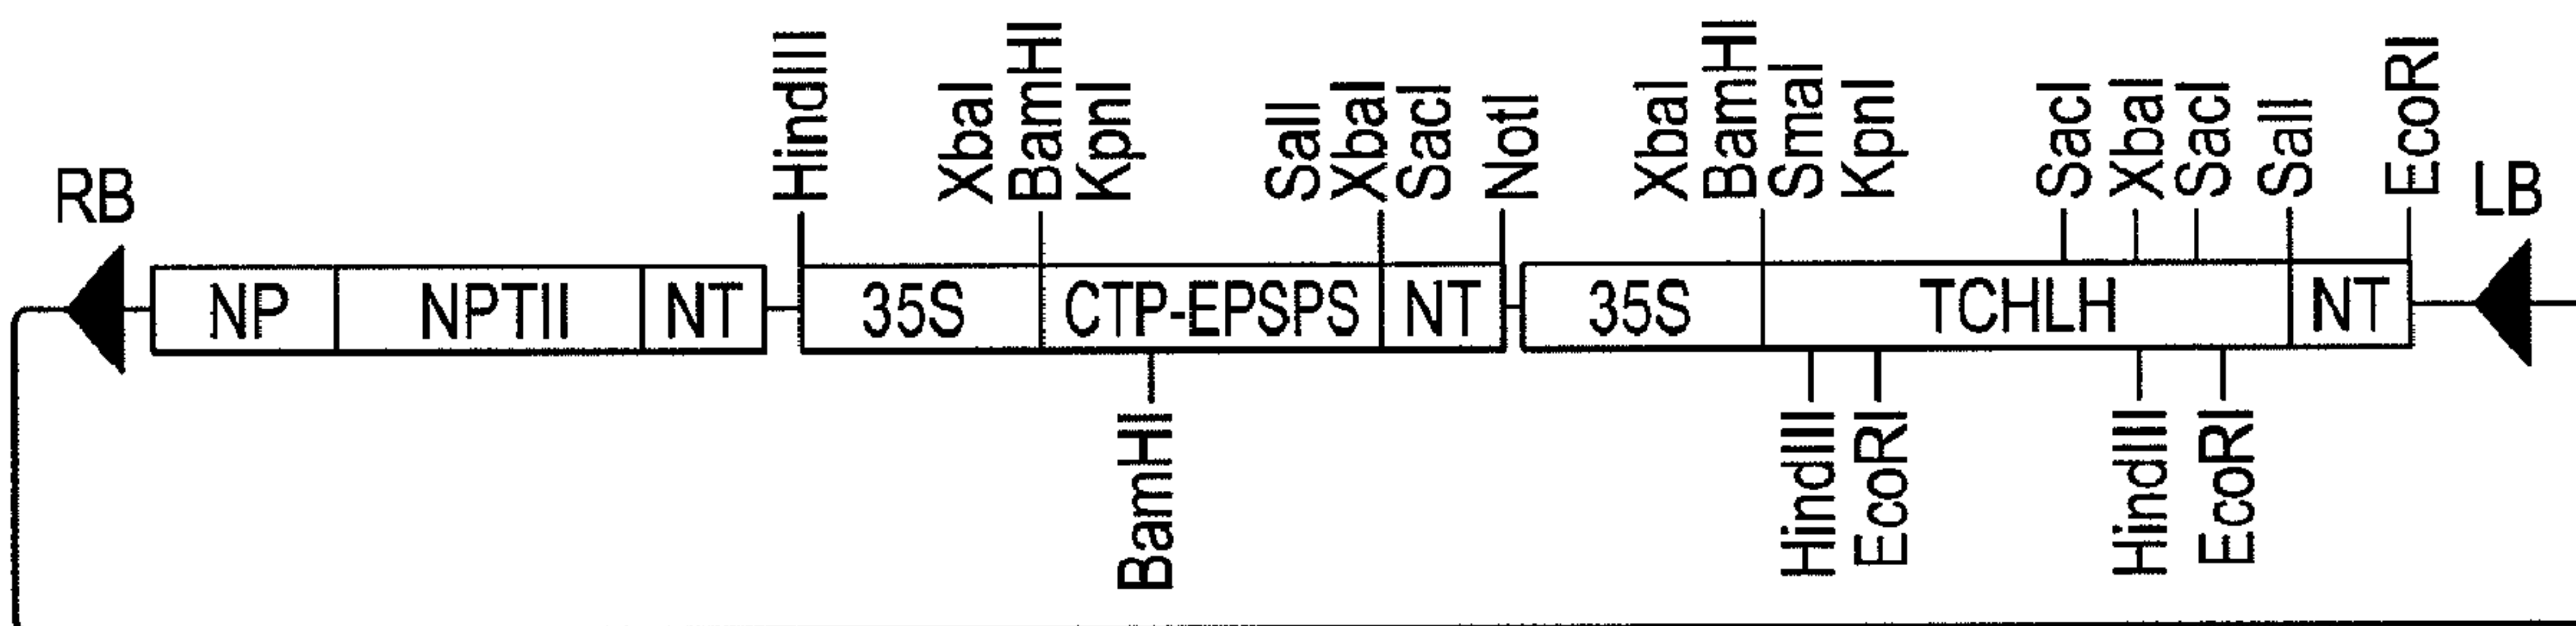 RB
HindIII
XbaI
BamHI
KpnI
SalI
XbaI
SacI
NotI
XbaI
BamHI
SmaI
KpnI
SacI
XbaI
SacI
SalI
EcoRI
LB
NP
NPTII
NT
35S
CTP-EPSPS
NT
35S
TCHLH
NT
BamHI
HindIII
EcoRI
HindIII
EcoRI